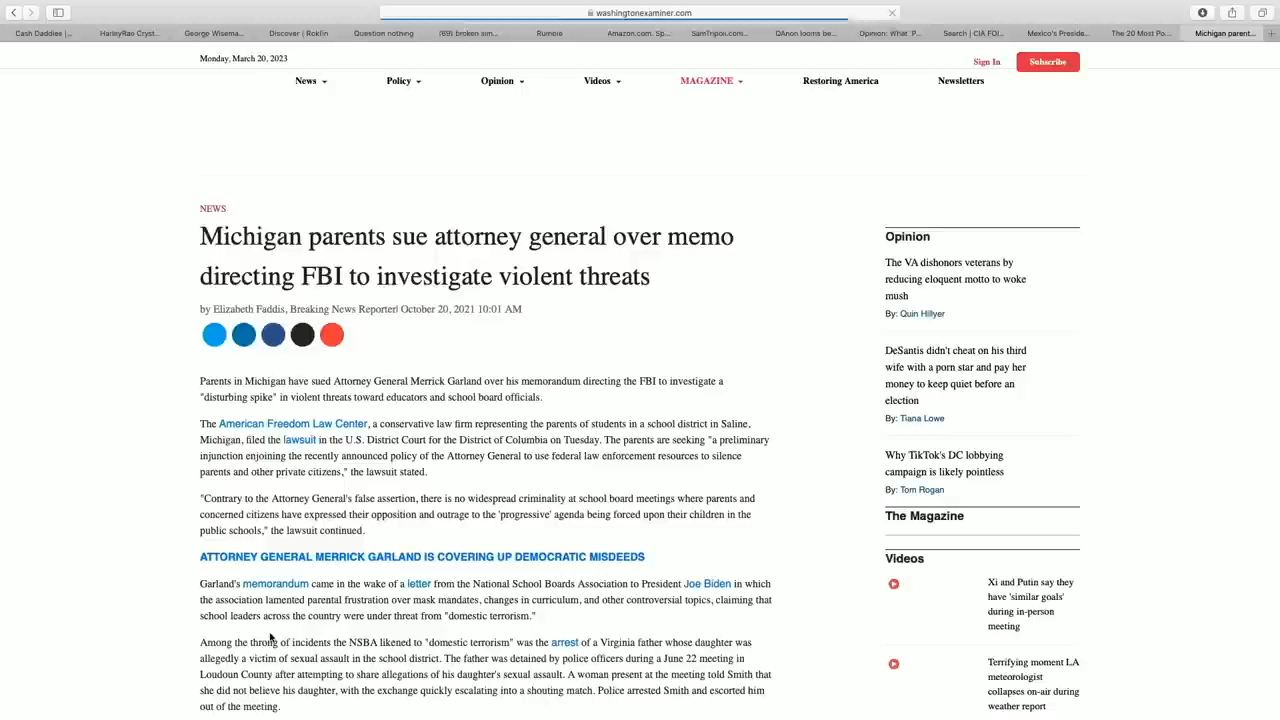 washingtonexaminer.com
Cash Daddies |...
HarleyRao Cryst...
George Wisema...
Discover | Rokfin
Question nothing
(69) broken sim...
Rumble
Amazon.com. Sp...
SamTripoli.com...
QAnon looms be...
Opinion: What 'P...
Search | CIA FOI...
Mexico's Preside...
The 20 Most Po...
Michigan parent...
Monday, March 20, 2023
Sign In
Subscribe
News
Policy
Opinion
Videos
MAGAZINE
Restoring America
Newsletters
NEWS
Michigan parents sue attorney general over memo
directing FBI to investigate violent threats
by Elizabeth Faddis, Breaking News Reporter| October 20, 2021 10:01 AM
Parents in Michigan have sued Attorney General Merrick Garland over his memorandum directing the FBI to investigate a
"disturbing spike" in violent threats toward educators and school board officials.
The American Freedom Law Center, a conservative law firm representing the parents of students in a school district in Saline,
Michigan, filed the lawsuit in the U.S. District Court for the District of Columbia on Tuesday. The parents are seeking "a preliminary
injunction enjoining the recently announced policy of the Attorney General to use federal law enforcement resources to silence
parents and other private citizens," the lawsuit stated.
"Contrary to the Attorney General's false assertion, there is no widespread criminality at school board meetings where parents and
concerned citizens have expressed their opposition and outrage to the 'progressive' agenda being forced upon their children in the
public schools," the lawsuit continued.
ATTORNEY GENERAL MERRICK GARLAND IS COVERING UP DEMOCRATIC MISDEEDS
Garland's memorandum came in the wake of a letter from the National School Boards Association to President Joe Biden in which
the association lamented parental frustration over mask mandates, changes in curriculum, and other controversial topics, claiming that
school leaders across the country were under threat from "domestic terrorism."
Among the throng of incidents the NSBA likened to "domestic terrorism" was the arrest of a Virginia father whose daughter was
allegedly a victim of sexual assault in the school district. The father was detained by police officers during a June 22 meeting in
Loudoun County after attempting to share allegations of his daughter's sexual assault. A woman present at the meeting told Smith that
she did not believe his daughter, with the exchange quickly escalating into a shouting match. Police arrested Smith and escorted him
out of the meeting.
Opinion
The VA dishonors veterans by
reducing eloquent motto to woke
mush
By: Quin Hillyer
DeSantis didn't cheat on his third
wife with a porn star and pay her
money to keep quiet before an
election
By: Tiana Lowe
Why TikTok's DC lobbying
campaign is likely pointless
By: Tom Rogan
The Magazine
Videos
Xi and Putin say they
have 'similar goals'
during in-person
meeting
Terrifying moment LA
meteorologist
collapses on-air during
weather report